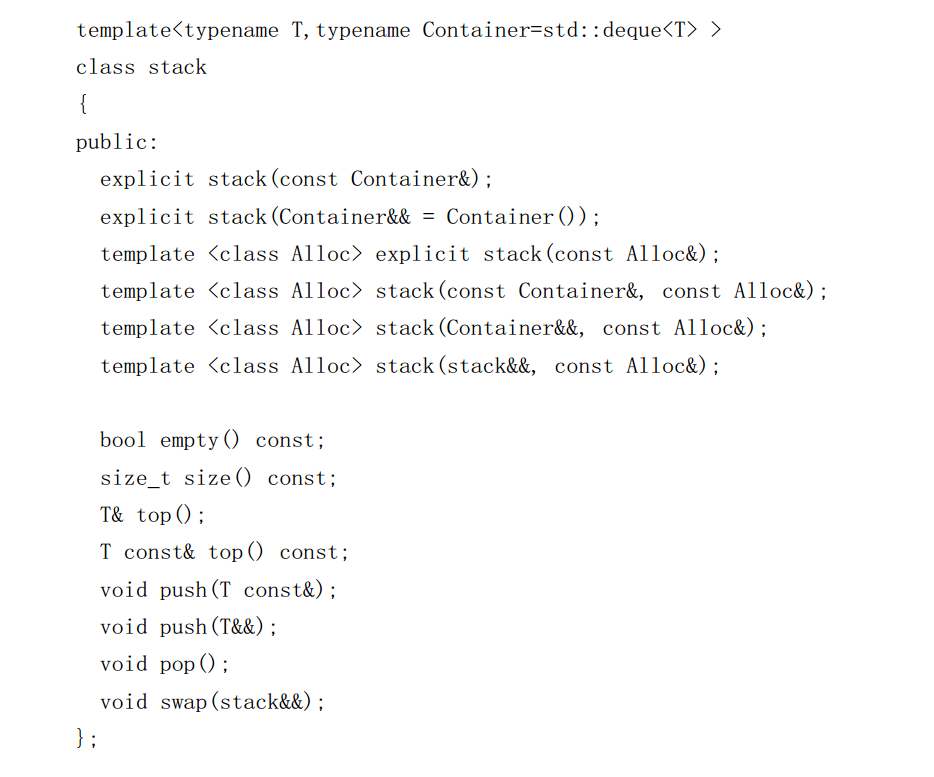 template<typename T,typename Container=std::deque<T> >
class stack
{
public:
  explicit stack(const Container&);
  explicit stack(Container&& = Container());
  template <class Alloc> explicit stack(const Alloc&);
  template <class Alloc> stack(const Container&, const Alloc&);
  template <class Alloc> stack(Container&&, const Alloc&);
  template <class Alloc> stack(stack&&, const Alloc&);

  bool empty() const;
  size_t size() const;
  T& top();
  T const& top() const;
  void push(T const&);
  void push(T&&);
  void pop();
  void swap(stack&&);
};